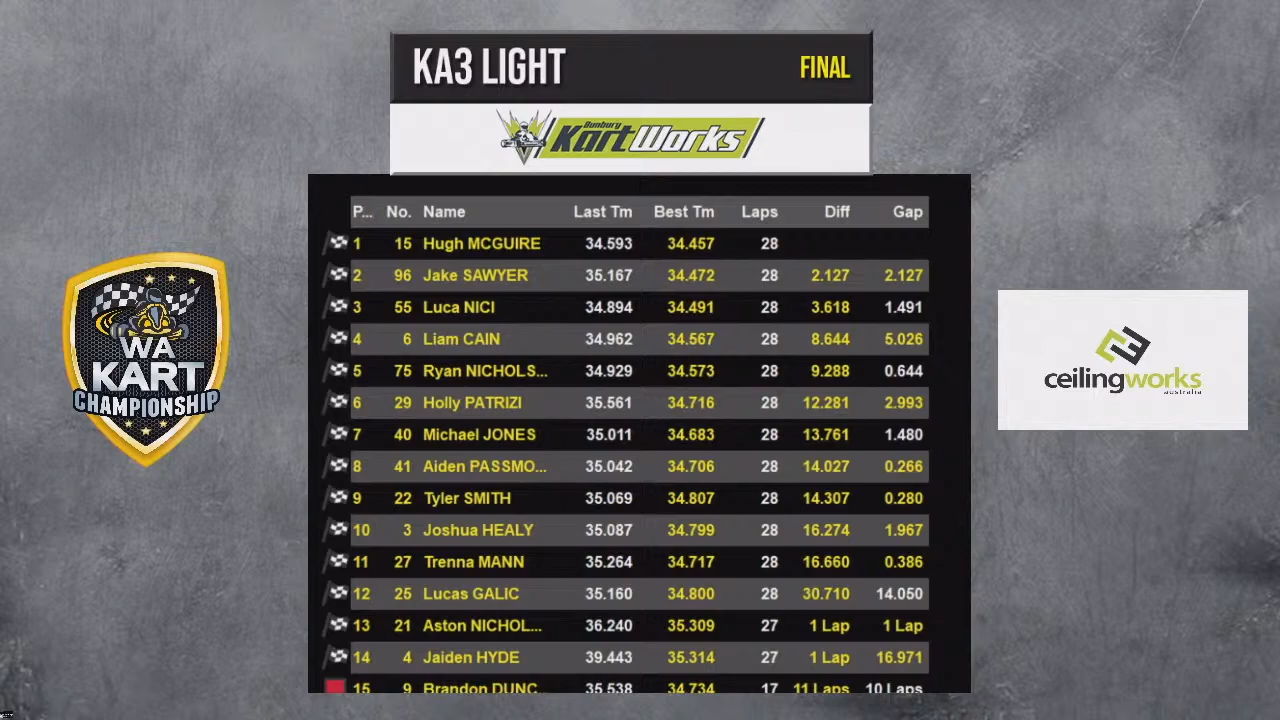 KA3 LIGHT FINAL
Bunbury KartWorks
P... No. Name Last Tm Best Tm Laps Diff Gap
1 15 Hugh MCGUIRE 34.593 34.457 28
2 96 Jake SAWYER 35.167 34.472 28 2.127 2.127
3 55 Luca NICI 34.894 34.491 28 3.618 1.491
4 6 Liam CAIN 34.962 34.567 28 8.644 5.026
5 75 Ryan NICHOLS... 34.929 34.573 28 9.288 0.644
6 29 Holly PATRIZI 35.561 34.716 28 12.281 2.993
7 40 Michael JONES 35.011 34.683 28 13.761 1.480
8 41 Aiden PASSMO... 35.042 34.706 28 14.027 0.266
9 22 Tyler SMITH 35.069 34.807 28 14.307 0.280
10 3 Joshua HEALY 35.087 34.799 28 16.274 1.967
11 27 Trenna MANN 35.264 34.717 28 16.660 0.386
12 25 Lucas GALIC 35.160 34.800 28 30.710 14.050
13 21 Aston NICHOL... 36.240 35.309 27 1 Lap 1 Lap
14 4 Jaiden HYDE 39.443 35.314 27 1 Lap 16.971
15 9 Brandon DUNC... 35.538 34.734 17 11 Laps 10 Laps
WA
KART
CHAMPIONSHIP
ceilingworks
australia